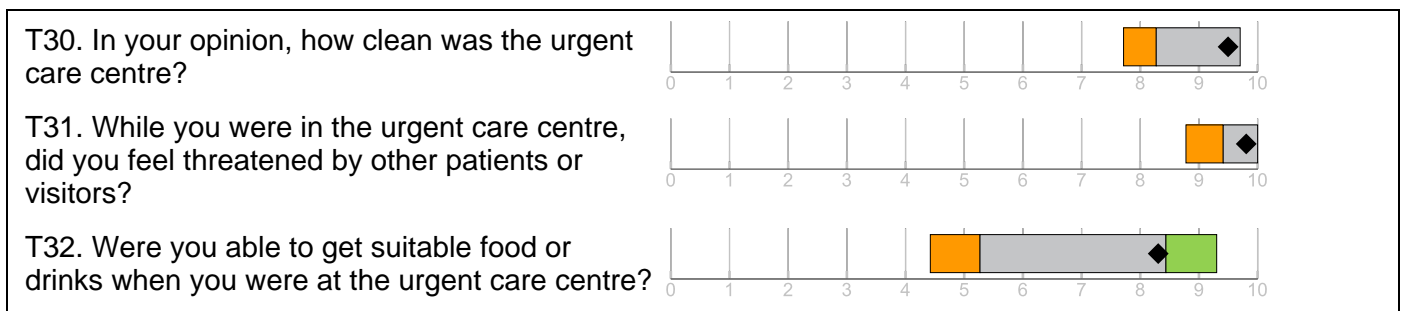 T30. In your opinion, how clean was the urgent
care centre?
0 1 2 3 4 5 6 7 8 9 10
T31. While you were in the urgent care centre,
did you feel threatened by other patients or
visitors?
0 1 2 3 4 5 6 7 8 9 10
T32. Were you able to get suitable food or
drinks when you were at the urgent care centre?
0 1 2 3 4 5 6 7 8 9 10